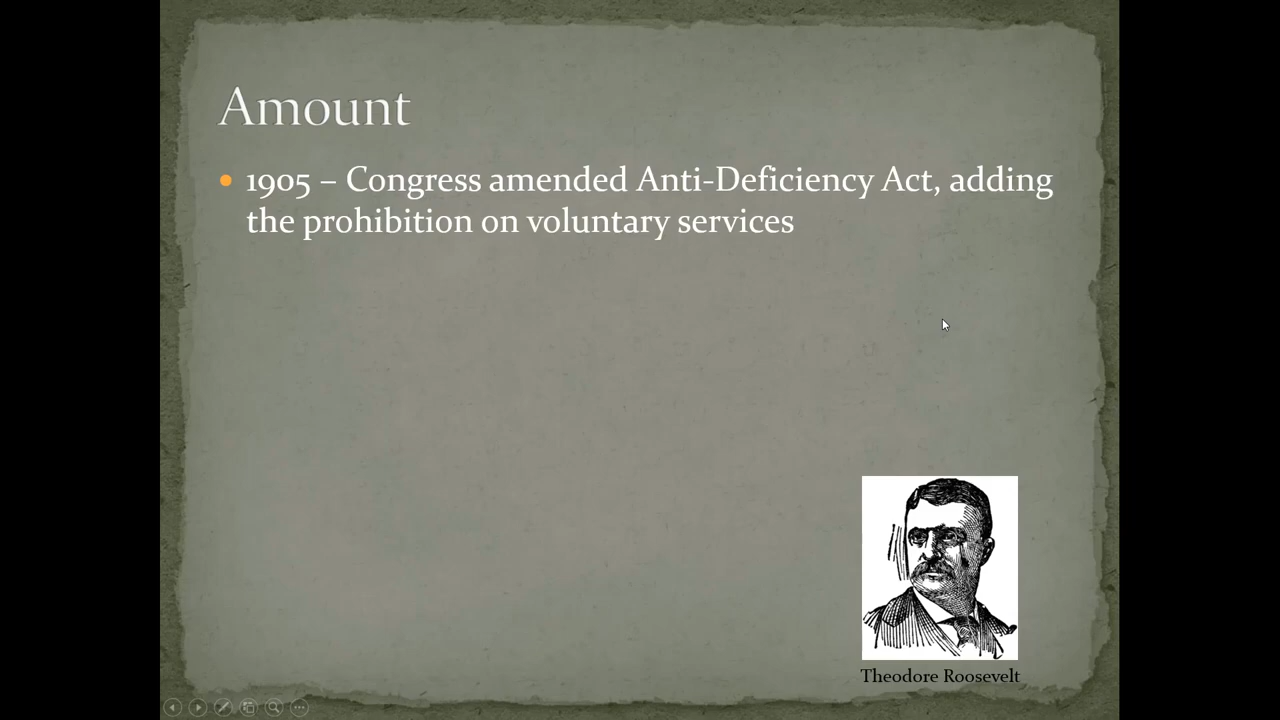 Amount
1905 – Congress amended Anti-Deficiency Act, adding
the prohibition on voluntary services
Theodore Roosevelt